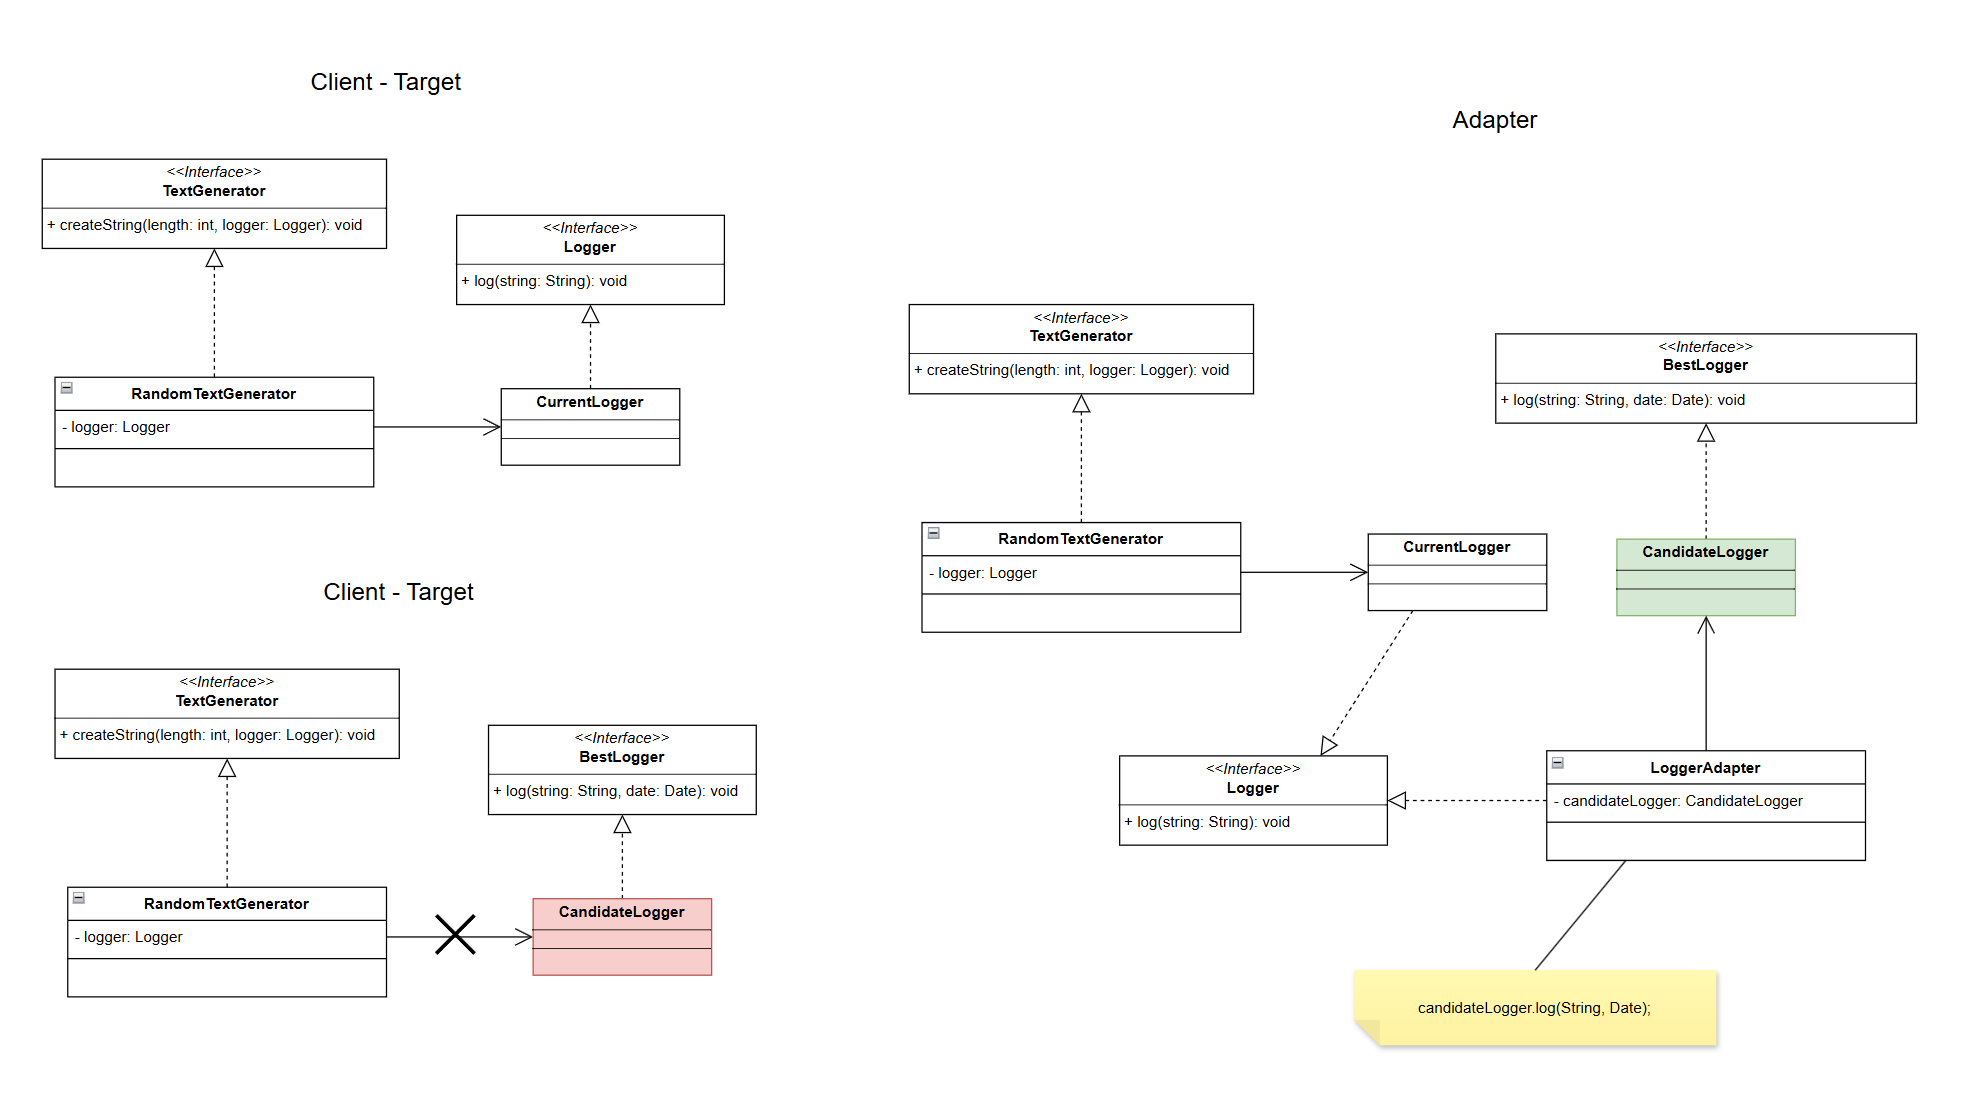 Client - Target
<<Interface>>
TextGenerator
+ createString(length: int, logger: Logger): void
<<Interface>>
Logger
+ log(string: String): void
RandomTextGenerator
- logger: Logger
CurrentLogger
Client - Target
<<Interface>>
TextGenerator
+ createString(length: int, logger: Logger): void
<<Interface>>
BestLogger
+ log(string: String, date: Date): void
RandomTextGenerator
- logger: Logger
CandidateLogger
Adapter
<<Interface>>
TextGenerator
+ createString(length: int, logger: Logger): void
<<Interface>>
BestLogger
+ log(string: String, date: Date): void
RandomTextGenerator
- logger: Logger
CurrentLogger
CandidateLogger
<<Interface>>
Logger
+ log(string: String): void
LoggerAdapter
- candidateLogger: CandidateLogger
candidateLogger.log(String, Date);